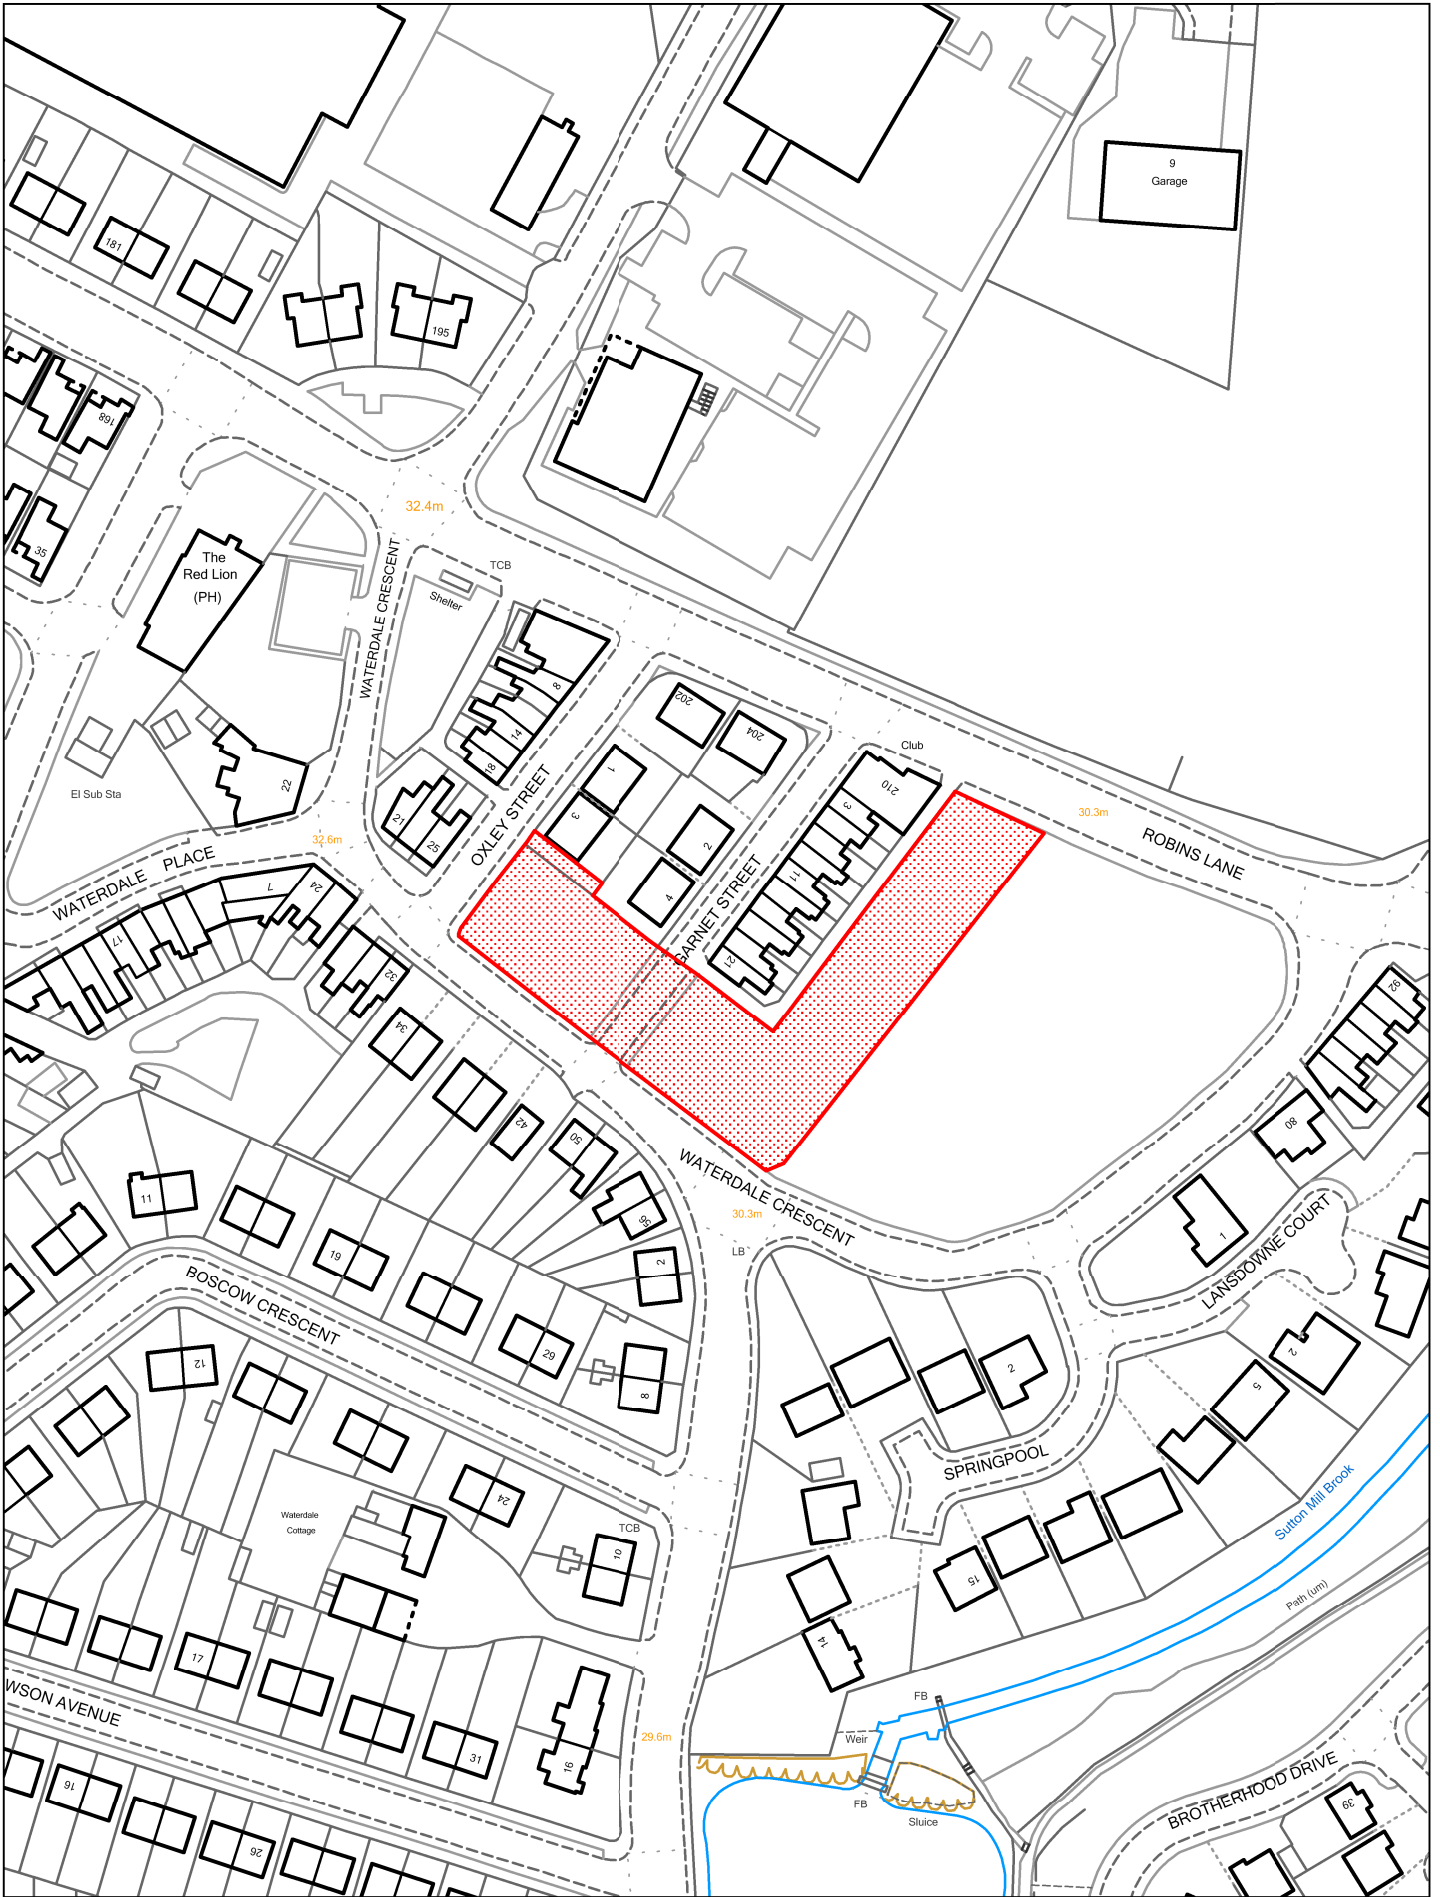 9
Garage
181
195
168
35
32.4m
The
Red Lion
(PH)
WATERDALE CRESCENT
TCB
Shelter
8
14
18
202
204
22
El Sub Sta
21
25
OXLEY STREET
1
3
2
4
Club
210
3
11
21
GARNET STREET
30.3m
ROBINS LANE
32.6m
WATERDALE PLACE
7
24
17
32
34
42
50
56
2
92
80
1
LANSDOWNE COURT
WATERDALE CRESCENT
30.3m
LB
11
19
BOSCOW CRESCENT
29
8
12
2
2
5
SPRINGPOOL
24
Waterdale
Cottage
TCB
10
15
14
Sutton Mill Brook
Path (um)
17
WSON AVENUE
31
16
29.6m
FB
Weir
FB
Sluice
16
26
BROTHERHOOD DRIVE
39